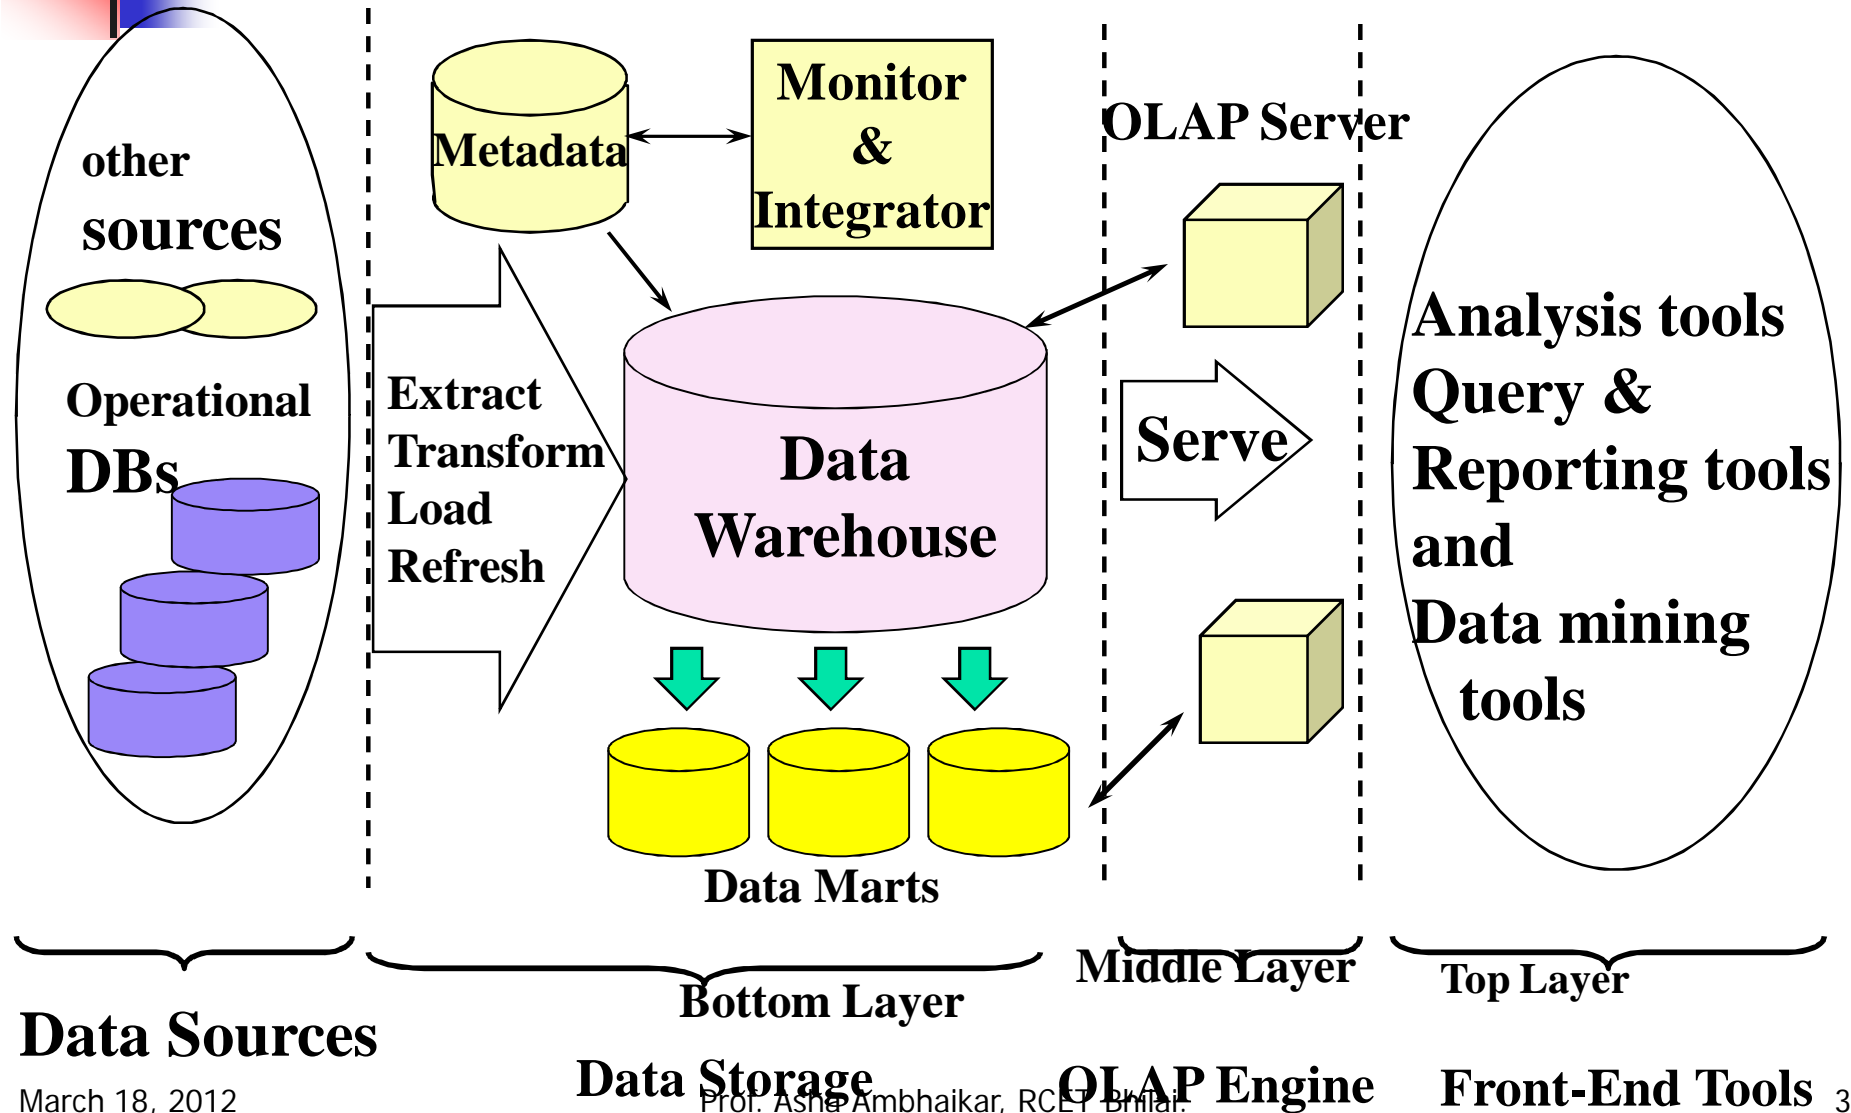 other
sources
Operational
DBs
Metadata
Monitor
&
Integrator
OLAP Server
Extract
Transform
Load
Refresh
Data
Warehouse
Serve
Data Marts
Analysis tools
Query &
Reporting tools
and
Data mining
tools
Data Sources
Bottom Layer
Data Storage
Middle Layer
OLAP Engine
Top Layer
Front-End Tools
March 18, 2012
Prof. Asha Ambhaikar, RCET Bhilai.
3